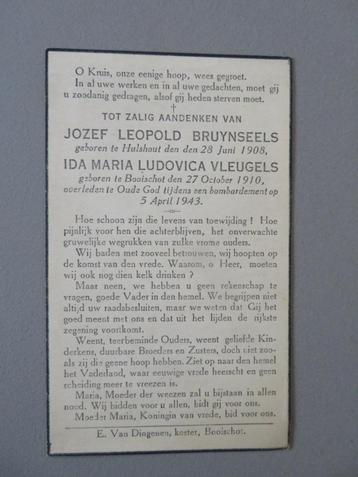 O Kruis, onze eenige hoop, wees gegroet.
In al uwe werken en in al uwe gedachten, moet gij
u zoodanig gedragen, alsof gij heden sterven moet.
†
TOT ZALIG AANDENKEN VAN
JOZEF LEOPOLD BRUYNSEELS
geboren te Hulshout den den 28 Juni 1908,
IDA MARIA LUDOVICA VLEUGELS
geboren te Booischot den 27 October 1910,
overleden te Oude God tijdens een bombardement op
5 April 1943.
Hoe schoon zijn die levens van toewijding ! Hoe
pijnlijk voor hen die achterblijven, het onverwachte
gruwelijke wegrukken van zulke vrome ouders.
Wij baden met zooveel betrouwen, wij hoopten
op de komst van den vrede. Waarom, o Heer, moeten
wij ook nog dien kelk drinken ?
Maar neen, we hebben U geen rekenschap te
vragen, goede Vader in den hemel. We begrijpen niet
altijd uw raadsbesluiten, maar we weten dat Gij het
goed meent met ons en dat uit lijden de rijkste
zegening voortkomt.
Weent, teerbeminde Ouders, weent geliefde Kin-
derkens, duurbare Broeders en Zusters, doch niet zoo-
als zij die geene hoop hebben. Ziet op naar den hemel
het Vaderland, waar eeuwige vrede heerscht en geen
scheiding meer te vreezen is.
Maria, Moeder der weezen zal u bijstaan in allen
nood. Wij bidden voor u allen, bidt gij voor ons.
Moeder Maria, Koningin van vrede, bid voor ons.
E. Van Dingenen, koster, Booischot.